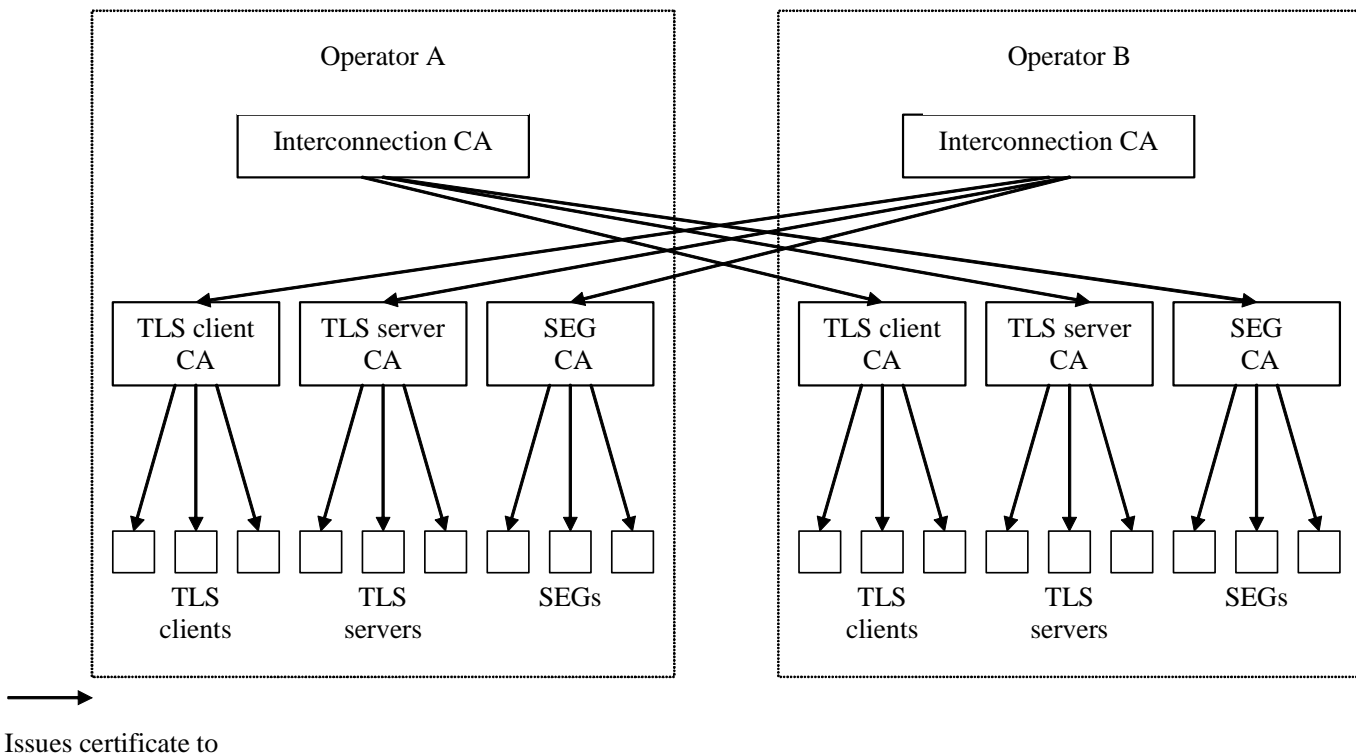 Operator A
Operator B
Interconnection CA
Interconnection CA
TLS client
CA
TLS server
CA
SEG
CA
TLS client
CA
TLS server
CA
SEG
CA
TLS
clients
TLS
servers
SEGs
TLS
clients
TLS
servers
SEGs
Issues certificate to